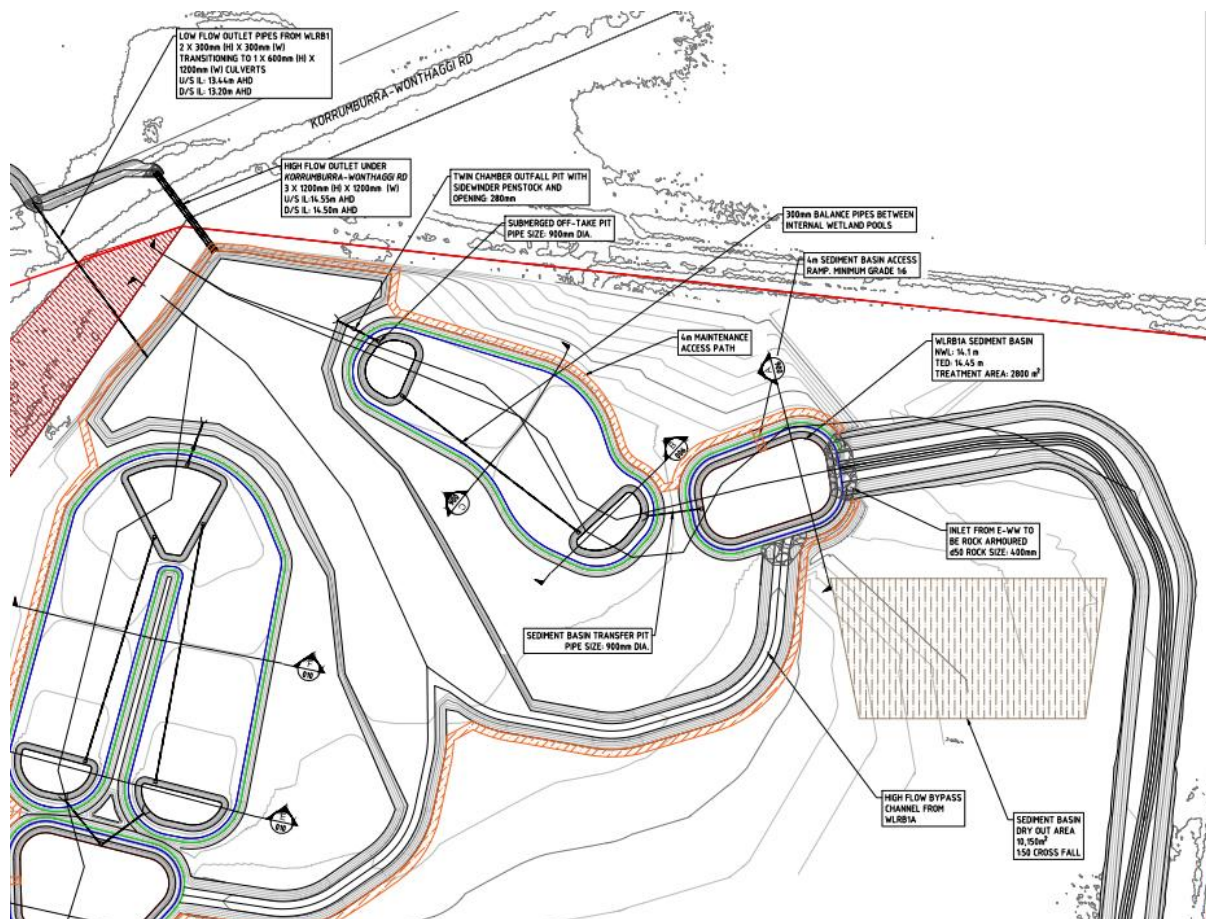 LOW FLOW OUTLET PIPES FROM WLRB1
2 X 300mm (H) X 300mm (W)
TRANSITIONING TO 1 X 600mm (H) X
1200mm (W) CULVERTS
U/S IL: 13.44m AHD
D/S IL: 13.20m AHD
KORRUMBURRA-WONTHAGGI RD
HIGH FLOW OUTLET UNDER
KORRUMBURRA-WONTHAGGI RD
3 X 1200mm (H) X 1200mm (W)
U/S IL:14.55m AHD
D/S IL: 14.50m AHD
TWIN CHAMBER OUTFALL PIT WITH
SIDEWINDER PENSTOCK AND
OPENING: 280mm
SUBMERGED OFF-TAKE PIT
PIPE SIZE: 900mm DIA.
300mm BALANCE PIPES BETWEEN
INTERNAL WETLAND POOLS
4m SEDIMENT BASIN ACCESS
RAMP. MINIMUM GRADE 1:6
4m MAINTENANCE
ACCESS PATH
WLRB1A SEDIMENT BASIN
NWL: 14.1 m
TED: 14.45 m
TREATMENT AREA: 2800 m²
INLET FROM E-WW TO
BE ROCK ARMOURED
d50 ROCK SIZE: 400mm
SEDIMENT BASIN TRANSFER PIT
PIPE SIZE: 900mm DIA.
F
010
E
010
HIGH FLOW BYPASS
CHANNEL FROM
WLRB1A
SEDIMENT BASIN
DRY OUT AREA
10,150m²
1:50 CROSS FALL